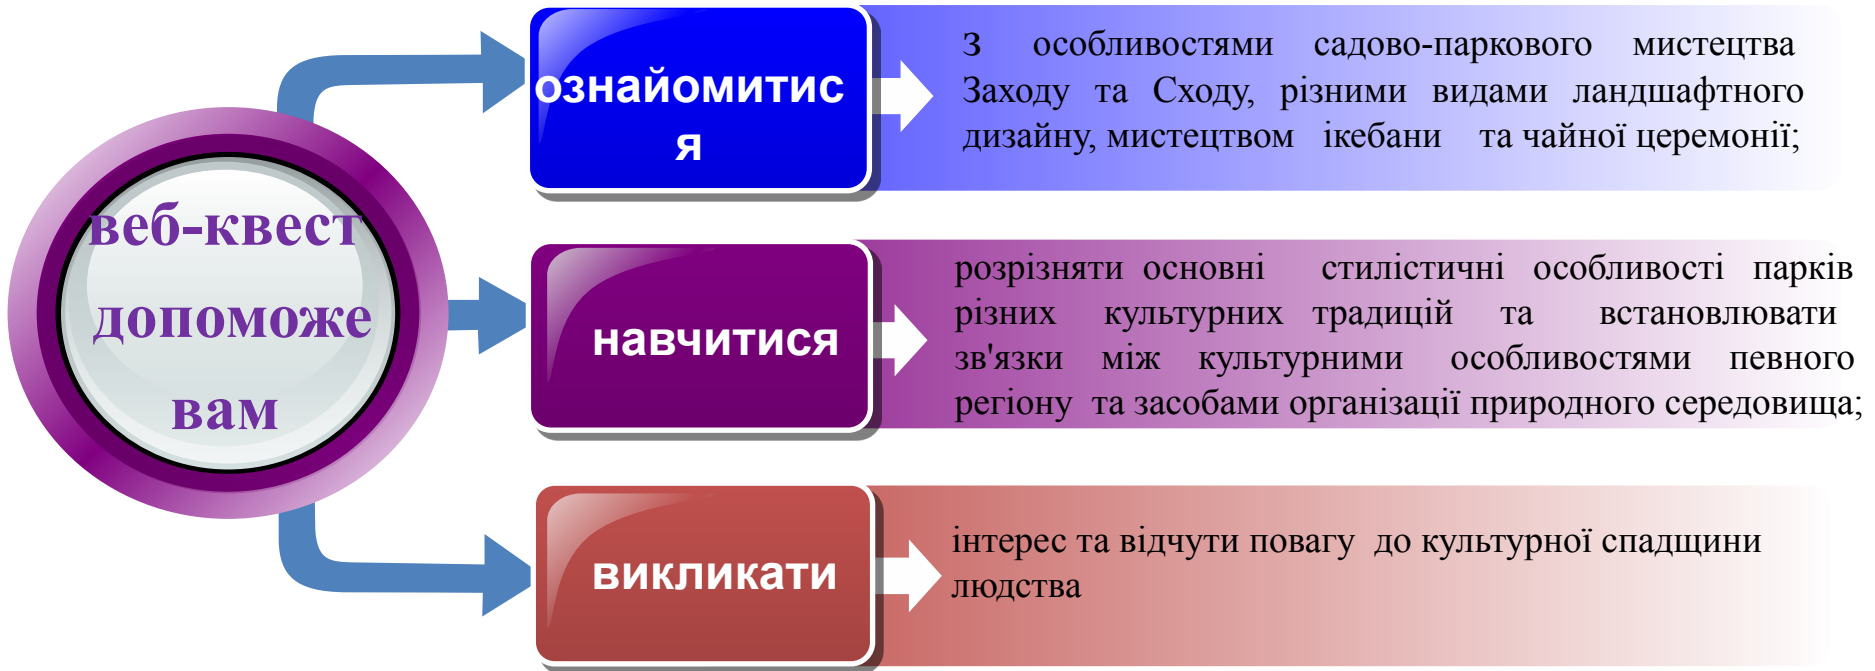 веб-квест
допоможе
вам
ознайомитис
я
з особливостями садово-паркового мистецтва
Заходу та Сходу, різними видами ландшафтного
дизайну, мистецтвом ікебани та чайної церемонії;
навчитися
розрізняти основні стилістичні особливості парків
різних культурних традицій та встановлювати
зв'язки між культурними особливостями певного
регіону та засобами організації природного середовища;
викликати
інтерес та відчути повагу до культурної спадщини
людства